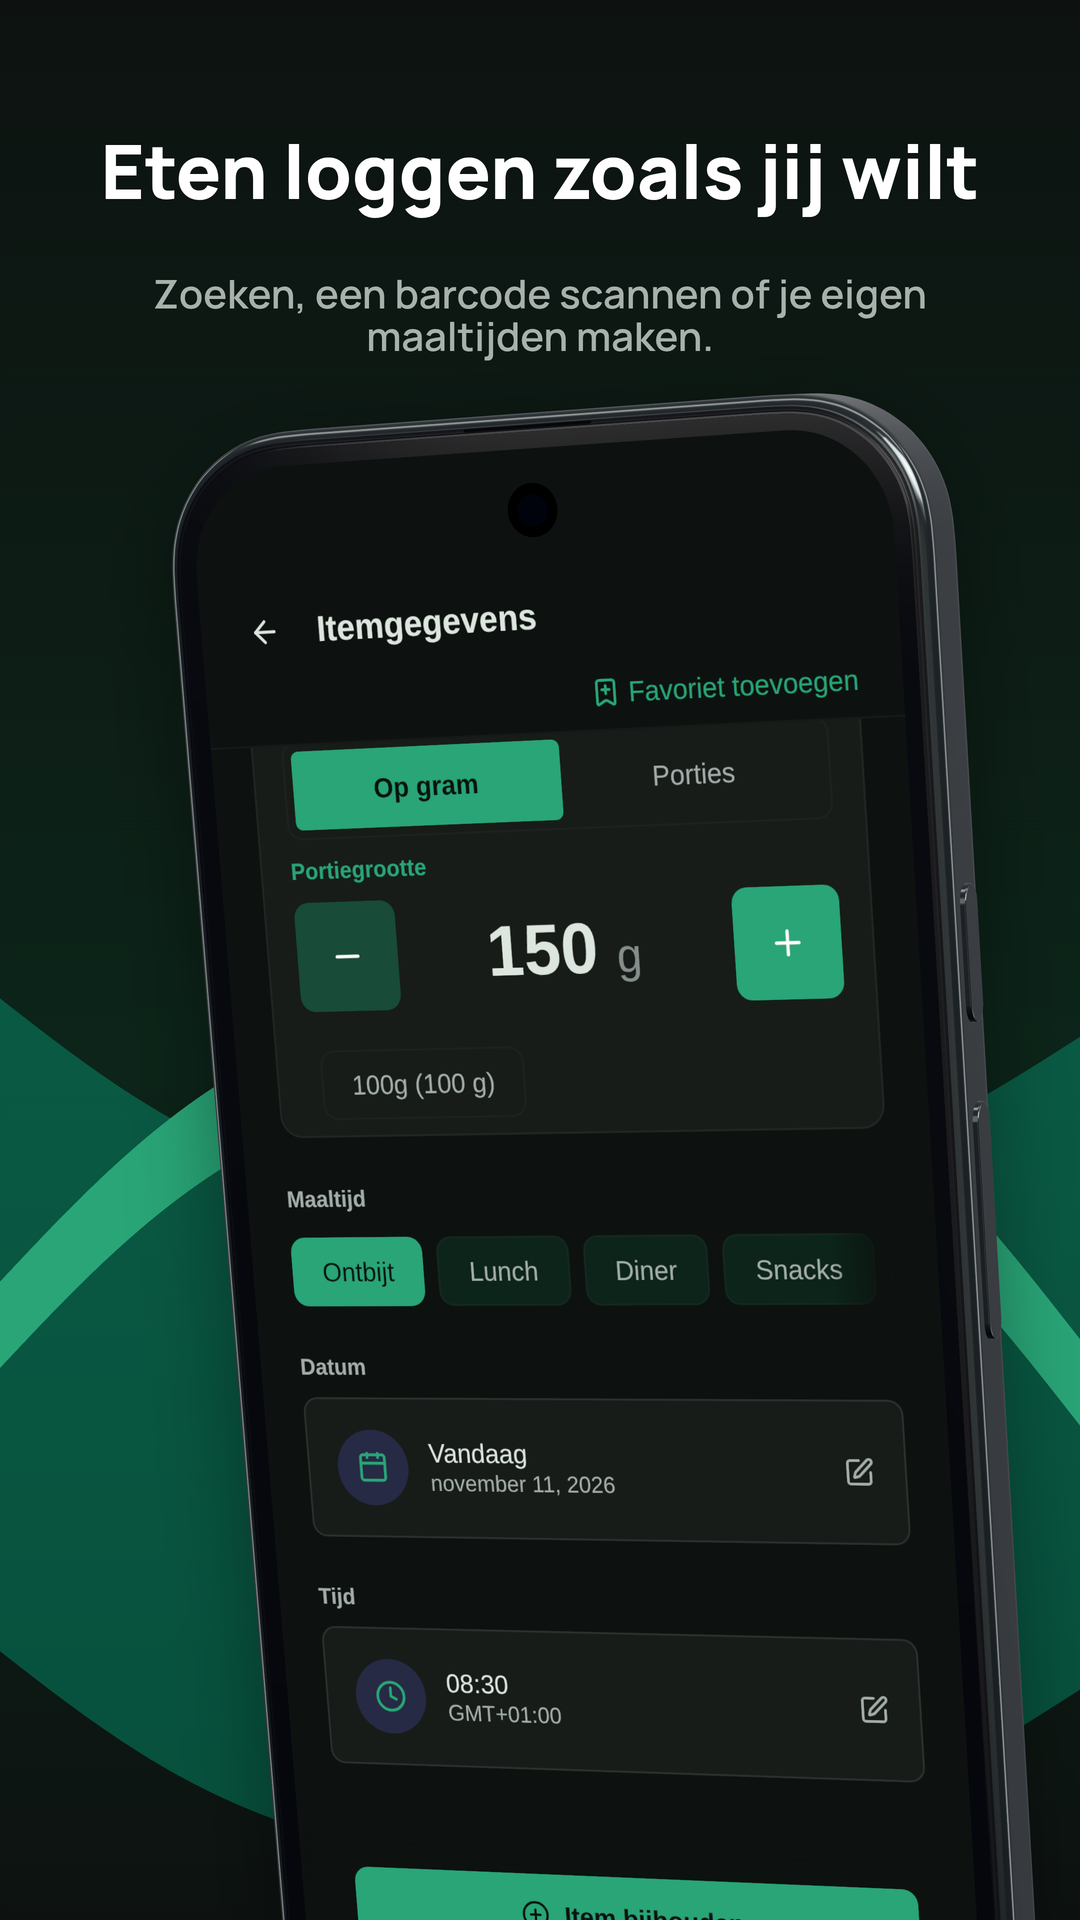 Eten loggen zoals jij wilt
Zoeken, een barcode scannen of je eigen
maaltijden maken.
Itemgegevens
Favoriet toevoegen
Op gram
Porties
Portiegrootte
150 g
100g (100 g)
Maaltijd
Ontbijt
Lunch
Diner
Snacks
Datum
Vandaag
november 11, 2026
Tijd
08:30
GMT+01:00
Item bijhouden